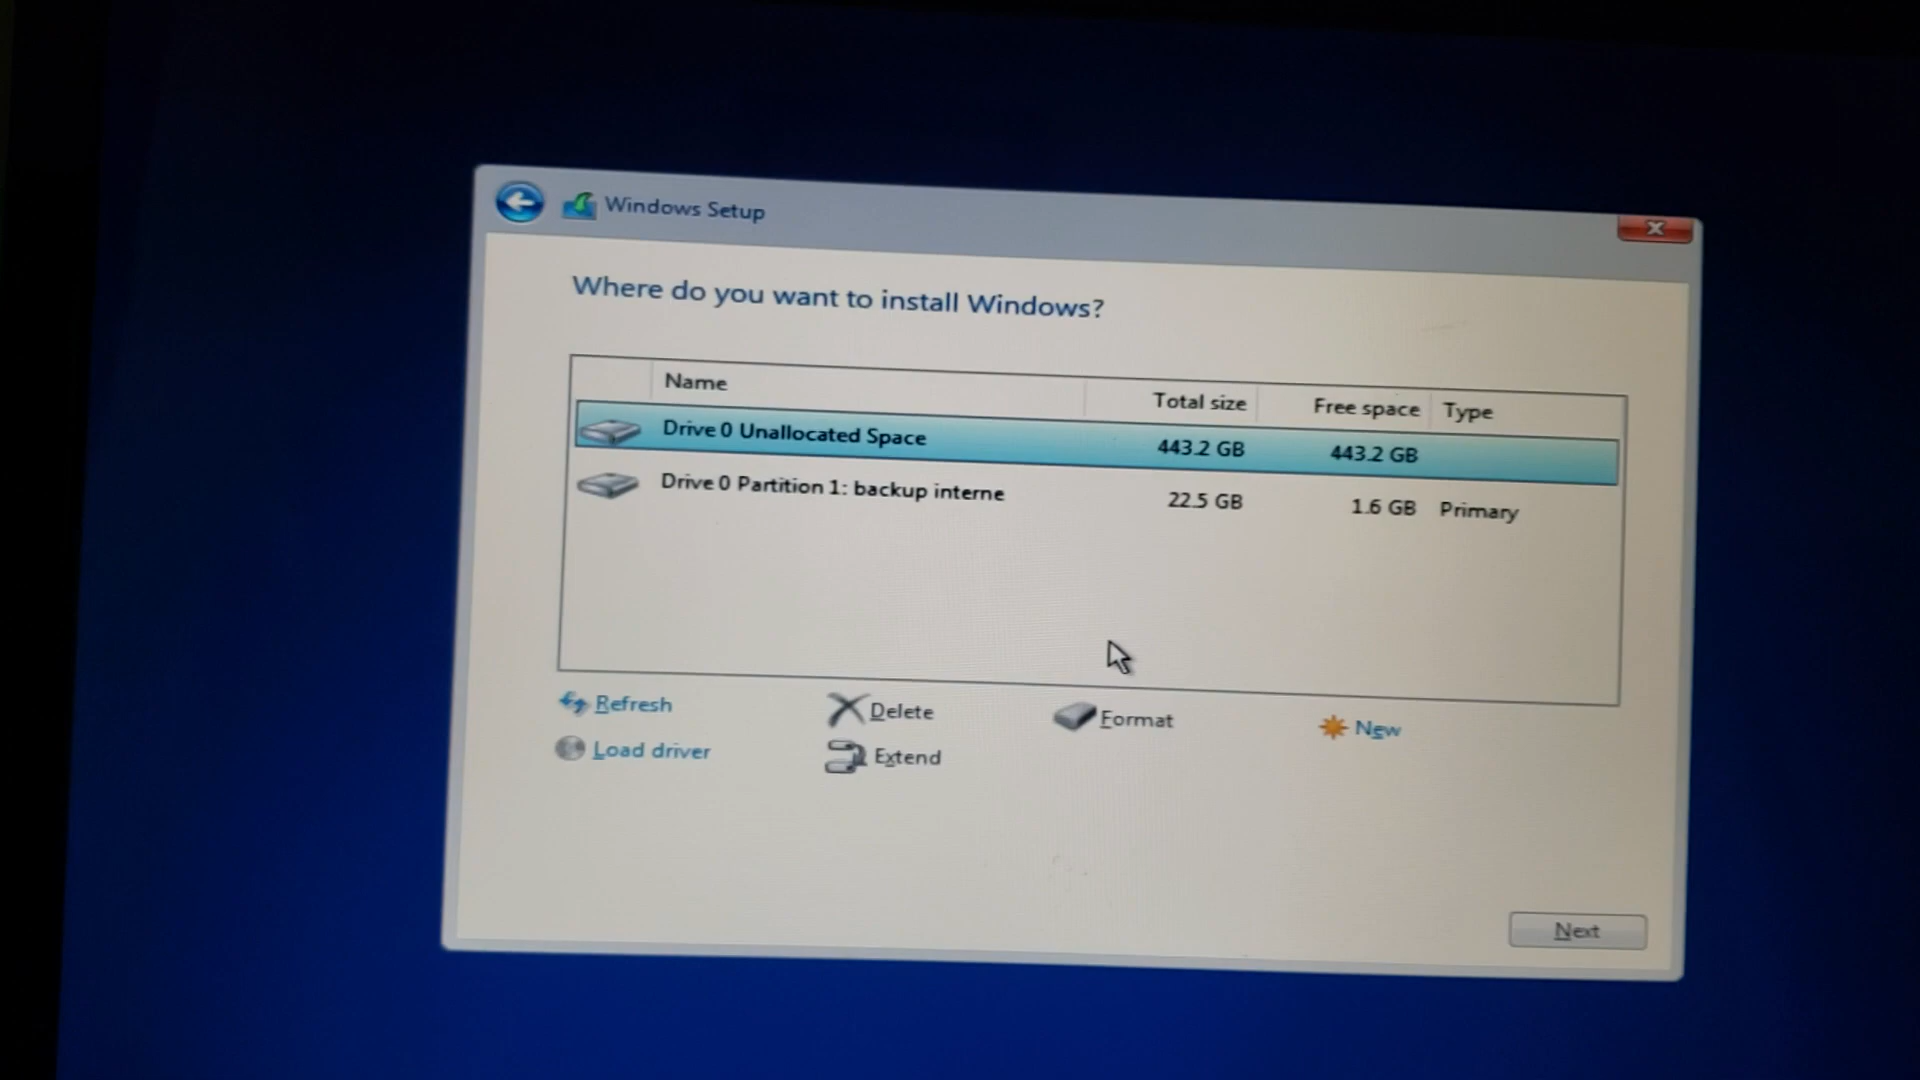 Windows Setup
Where do you want to install Windows?
Name Total size Free space Type
Drive 0 Unallocated Space 443.2 GB 443.2 GB
Drive 0 Partition 1: backup interne 22.5 GB 1.6 GB Primary
Refresh Delete Format New
Load driver Extend
Next